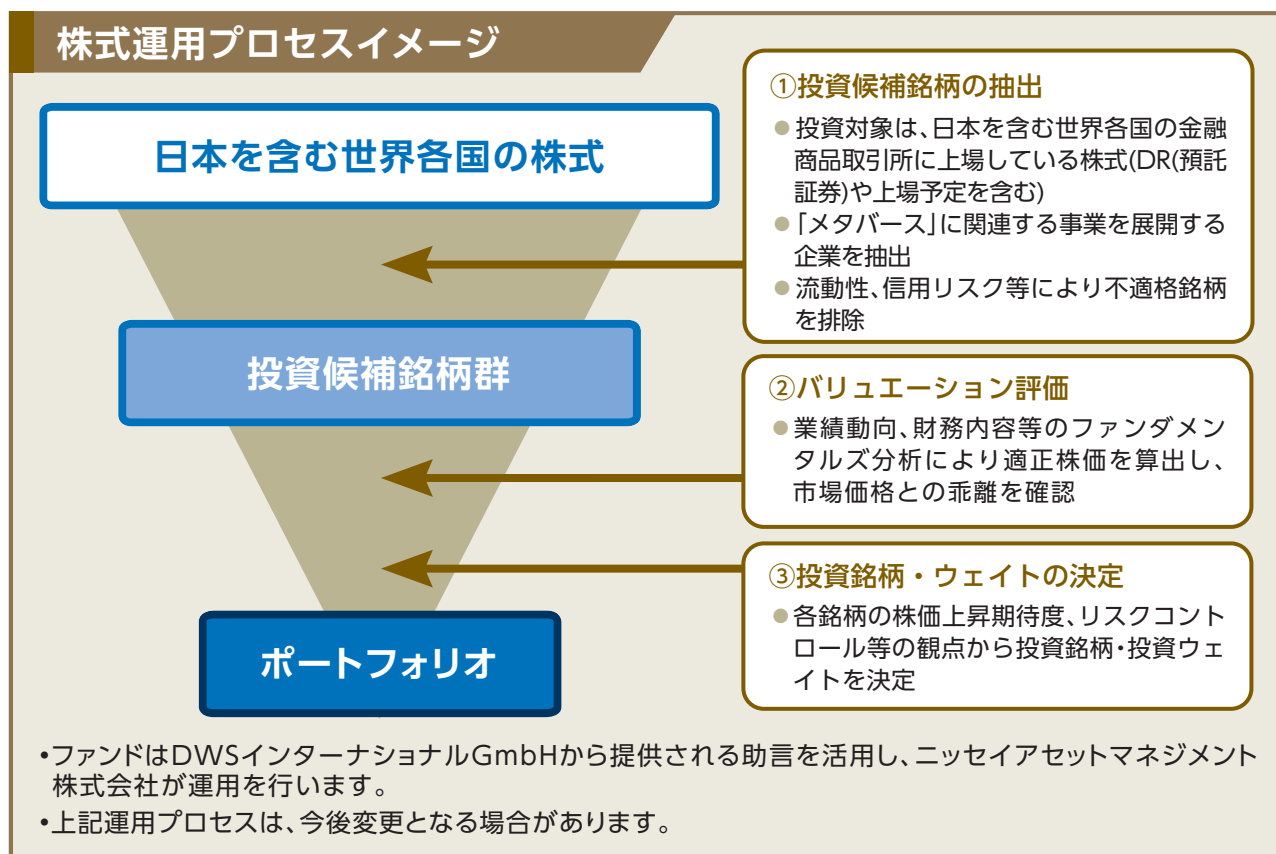 株式運用プロセスイメージ
日本を含む世界各国の株式
投資候補銘柄群
ポートフォリオ
①投資候補銘柄の抽出
●投資対象は、日本を含む世界各国の金融
商品取引所に上場している株式(DR(預託
証券)や上場予定を含む)
●「メタバース」に関連する事業を展開する
企業を抽出
●流動性、信用リスク等により不適格銘柄
を排除
②バリュエーション評価
●業績動向、財務内容等のファンダメン
タルズ分析により適正株価を算出し、
市場価格との乖離を確認
③投資銘柄・ウェイトの決定
●各銘柄の株価上昇期待度、リスクコント
ロール等の観点から投資銘柄・投資ウェ
イトを決定
•ファンドはDWSインターナショナルGmbHから提供される助言を活用し、ニッセイアセットマネジメント
株式会社が運用を行います。
•上記運用プロセスは、今後変更となる場合があります。